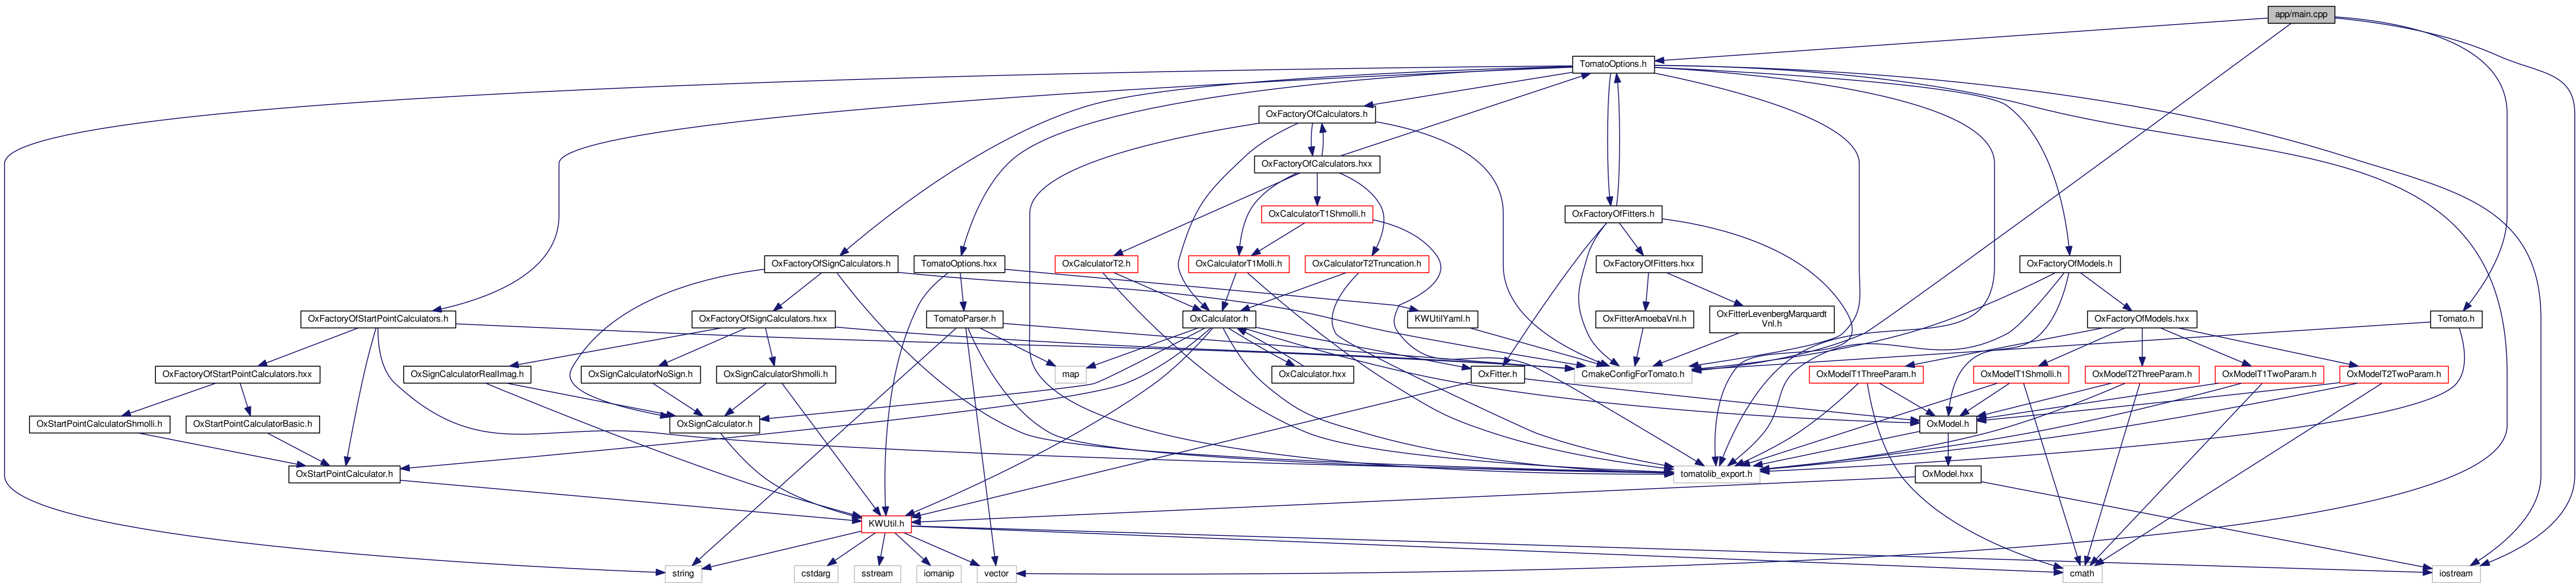 app/main.cpp
TomatoOptions.h
OxFactoryOfCalculators.h
OxFactoryOfCalculators.hxx
OxCalculatorT1Shmolli.h
OxFactoryOfFitters.h
OxFactoryOfSignCalculators.h
TomatoOptions.hxx
OxCalculatorT2.h
OxCalculatorT1Molli.h
OxCalculatorT2Truncation.h
OxFactoryOfFitters.hxx
OxFactoryOfModels.h
OxFactoryOfStartPointCalculators.h
OxFactoryOfSignCalculators.hxx
TomatoParser.h
OxCalculator.h
KWUtilYaml.h
OxFitterAmoebaVnl.h
OxFitterLevenbergMarquardt
Vnl.h
OxFactoryOfModels.hxx
Tomato.h
OxFactoryOfStartPointCalculators.hxx
OxSignCalculatorRealImag.h
OxSignCalculatorNoSign.h
OxSignCalculatorShmolli.h
map
OxCalculator.hxx
OxFitter.h
CmakeConfigForTomato.h
OxModelT1ThreeParam.h
OxModelT1Shmolli.h
OxModelT2ThreeParam.h
OxModelT1TwoParam.h
OxModelT2TwoParam.h
OxStartPointCalculatorShmolli.h
OxStartPointCalculatorBasic.h
OxSignCalculator.h
OxModel.h
OxStartPointCalculator.h
tomatolib_export.h
OxModel.hxx
KWUtil.h
string
cstdarg
sstream
iomanip
vector
cmath
iostream